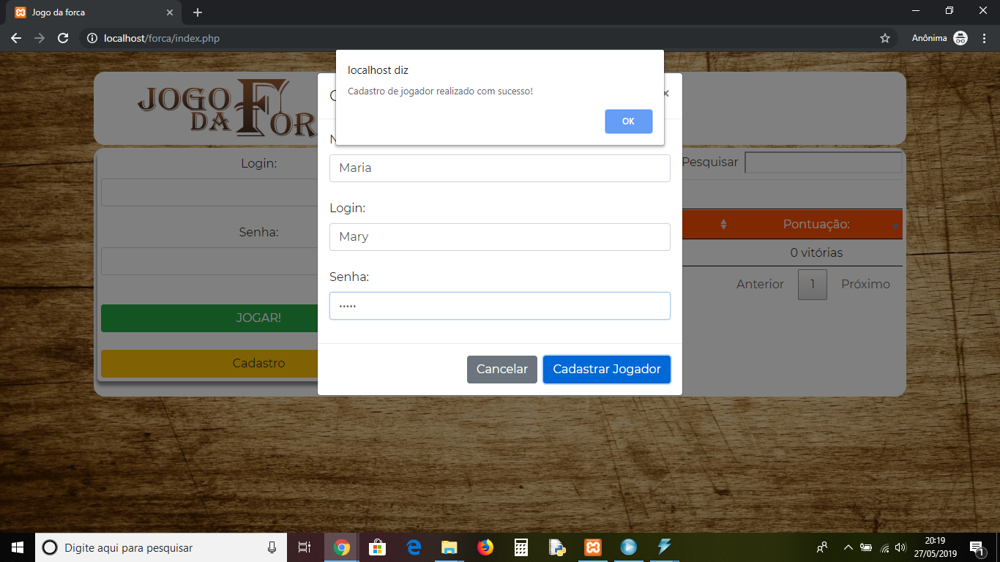 Jogo da forca
localhost/forca/index.php
Anônima
localhost diz
Cadastro de jogador realizado com sucesso!
OK
JOGO
DA FOR
Login:
Senha:
JOGAR!
Cadastro
Maria
Login:
Mary
Senha:
Cancelar
Cadastrar Jogador
Pesquisar
Pontuação:
0 vitórias
Anterior
1
Próximo
Digite aqui para pesquisar
20:19
27/05/2019
1